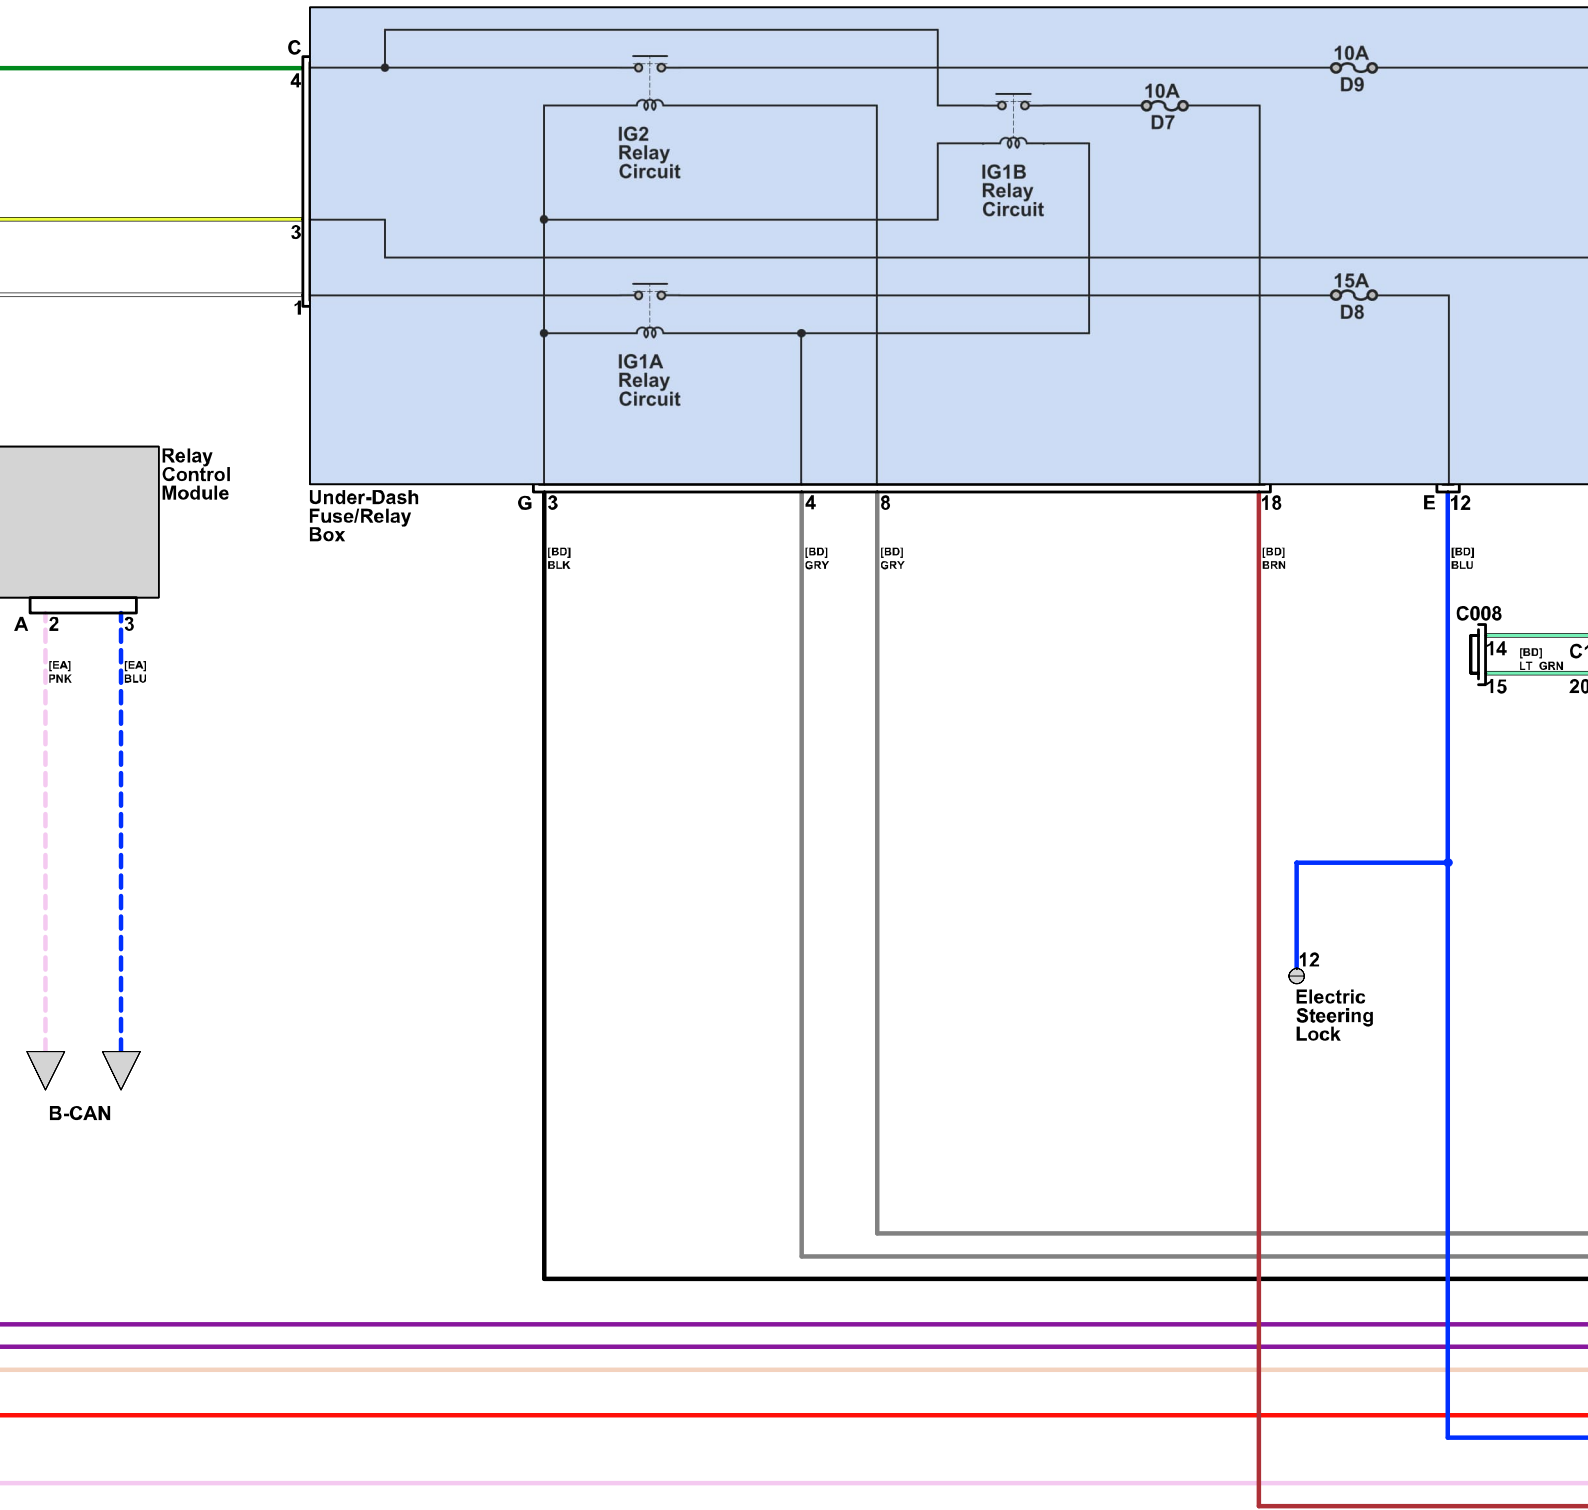 C
4
10A
D9
10A
D7
IG2
Relay
Circuit
IG1B
Relay
Circuit
3
15A
D8
1
IG1A
Relay
Circuit
Relay
Control
Module
Under-Dash
Fuse/Relay
Box
G 3
4
8
18
E 12
[BD]
BLK
[BD]
GRY
[BD]
GRY
[BD]
BRN
[BD]
BLU
C008
14
[BD]
LT GRN
C1
15
20
A 2
3
[EA]
PNK
[EA]
BLU
12
Electric
Steering
Lock
B-CAN